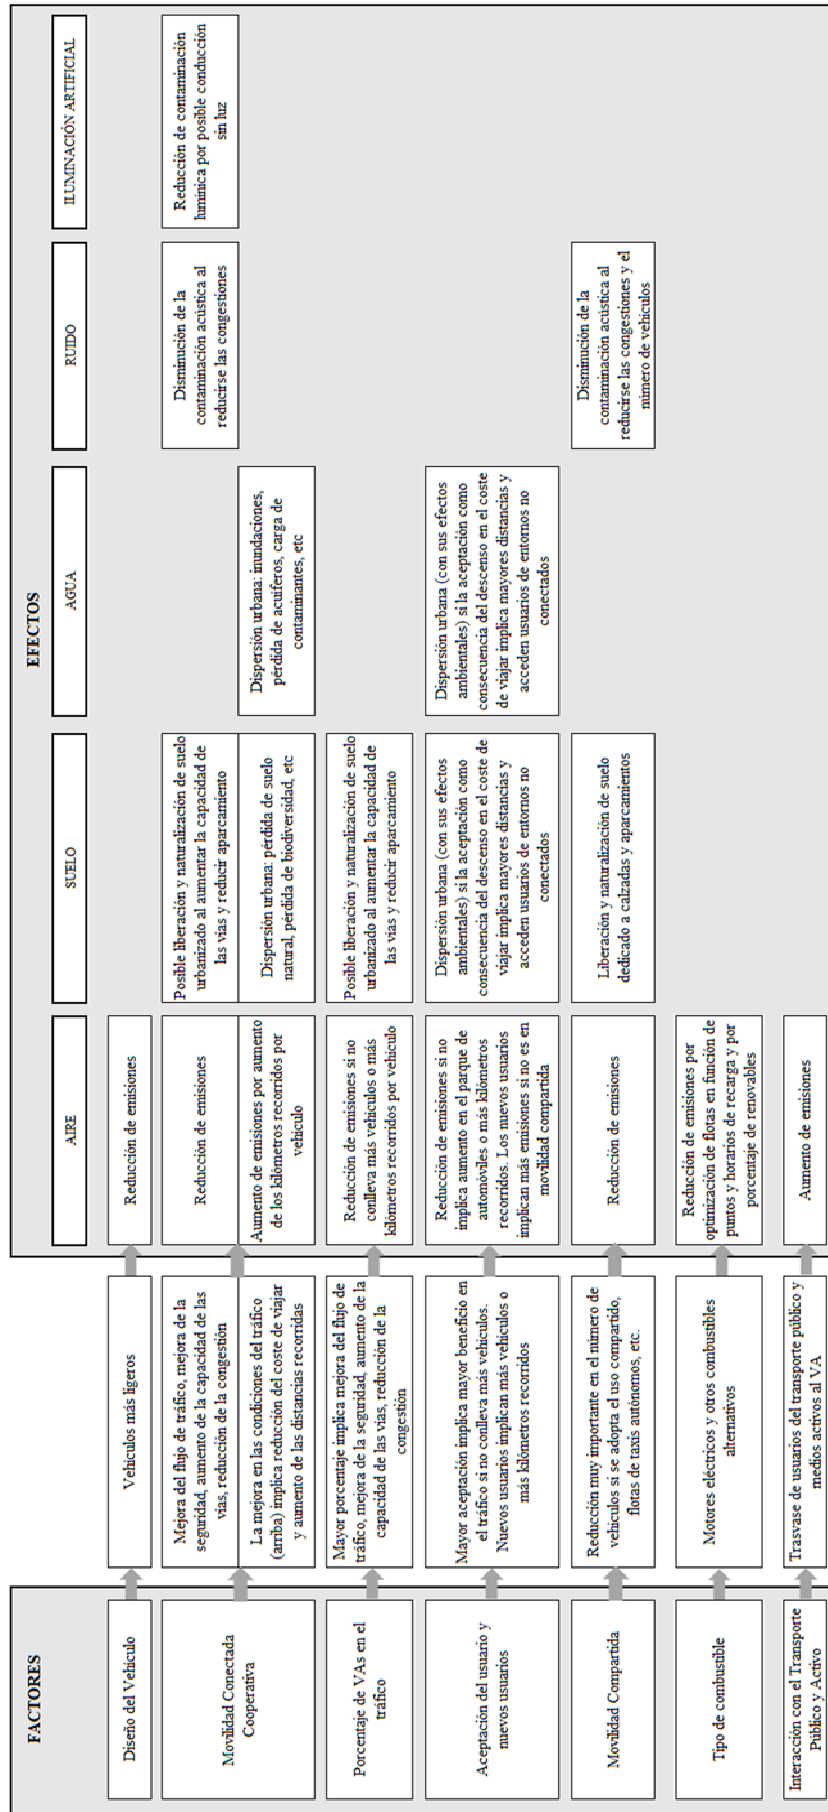 FACTORES
EFECTOS
AIRE
SUELO
AGUA
RUIDO
ILUMINACIÓN ARTIFICIAL
Diseño del Vehículo
Vehículos más ligeros
Reducción de emisiones
Movilidad Conectada
Cooperativa
Mejora del flujo de tráfico, mejora de la
seguridad, aumento de la capacidad de las
vías, reducción de la congestión
Reducción de emisiones
Posible liberación y naturalización de suelo
urbanizado al aumentar la capacidad de
las vías y reducir aparcamiento
Disminución de la
contaminación acústica al
reducirse las congestiones
Reducción de contaminación
lumínica por posible conducción
sin luz
La mejora en las condiciones del tráfico
(arriba) implica reducción del coste de viajar
y aumento de las distancias recorridas
Aumento de emisiones por aumento
de los kilómetros recorridos por
vehículo
Dispersión urbana: pérdida de suelo
natural, pérdida de biodiversidad, etc
Dispersión urbana: inundaciones,
pérdida de acuíferos, carga de
contaminantes, etc
Porcentaje de VAs en el
tráfico
Mayor porcentaje implica mejora del flujo de
tráfico, mejora de la seguridad, aumento de la
capacidad de las vías, reducción de la
congestión
Reducción de emisiones si no
conlleva más vehículos o más
kilómetros recorridos por vehículo
Posible liberación y naturalización de suelo
urbanizado al aumentar la capacidad de
las vías y reducir aparcamiento
Aceptación del usuario y
nuevos usuarios
Mayor aceptación implica mayor beneficio en
el tráfico si no conlleva más vehículos.
Nuevos usuarios implican más vehículos o
más kilómetros recorridos
Reducción de emisiones si no
implica aumento en el parque de
automóviles o más kilómetros
recorridos. Los nuevos usuarios
implican más emisiones si no es en
movilidad compartida
Dispersión urbana (con sus efectos
ambientales) si la aceptación como
consecuencia del descenso en el coste de
viajar implica mayores distancias y
acceden usuarios de entornos no
conectados
Dispersión urbana (con sus efectos
ambientales) si la aceptación como
consecuencia del descenso en el coste
de viajar implica mayores distancias y
acceden usuarios de entornos no
conectados
Movilidad Compartida
Reducción muy importante en el número de
vehículos si se adopta el uso compartido,
flotas de taxis autónomos, etc.
Reducción de emisiones
Liberación y naturalización de suelo
dedicado a calzadas y aparcamientos
Disminución de la
contaminación acústica al
reducirse las congestiones y el
número de vehículos
Tipo de combustible
Motores eléctricos y otros combustibles
alternativos
Reducción de emisiones por
optimización de flotas en función de
puntos y horarios de recarga y por
porcentaje de renovables
Interacción con el Transporte
Público y Activo
Trasvase de usuarios del transporte público y
medios activos al VA
Aumento de emisiones